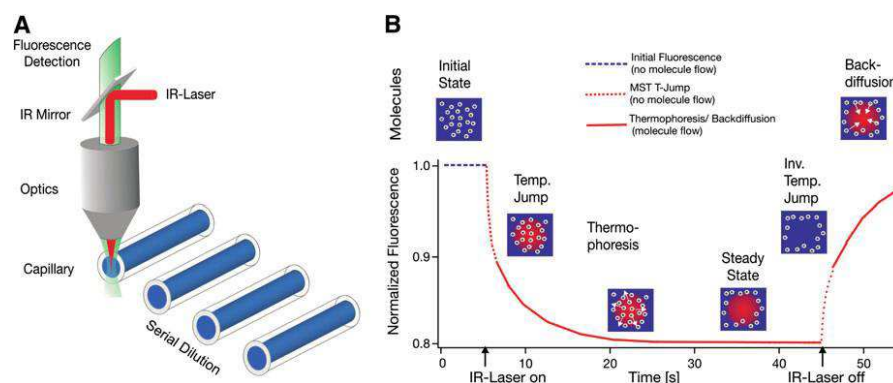 A
Fluorescence
Detection
IR-Laser
IR Mirror
Optics
Capillary
Serial Dilution
B
Molecules
Normalized Fluorescence
Initial
State
Initial Fluorescence
(no molecule flow)
MST T-Jump
(no molecule flow)
Thermophoresis/ Backdiffusion
(molecule flow)
Back-
diffusion
Temp.
Jump
Thermo-
phoresis
Steady
State
Inv.
Temp.
Jump
1.0
0.9
0.8
0
10
20
Time [s]
40
50
IR-Laser on
IR-Laser off